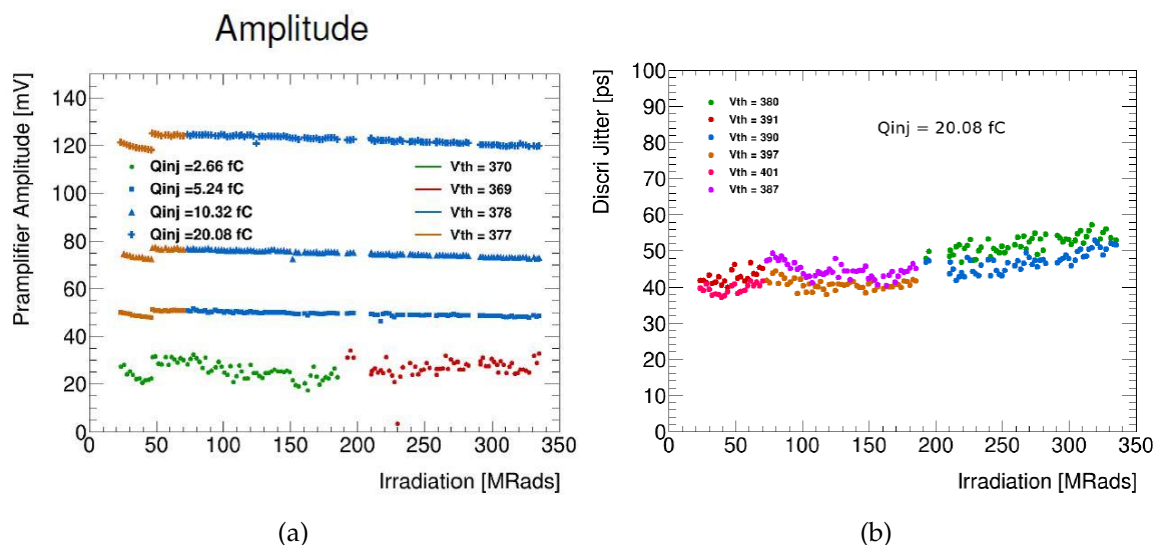 Amplitude
Pramplifier Amplitude [mV]
140
120
100
80
60
40
20
0
Qinj =2.66 fC
Qinj =5.24 fC
Qinj =10.32 fC
Qinj =20.08 fC
Vth = 370
Vth = 369
Vth = 378
Vth = 377
0 50 100 150 200 250 300 350
Irradiation [MRads]
(a)
Discri Jitter [ps]
100
90
80
70
60
50
40
30
20
10
0
Vth = 380
Vth = 391
Vth = 390
Vth = 397
Vth = 401
Vth = 387
Qinj = 20.08 fC
0 50 100 150 200 250 300 350
Irradiation [MRads]
(b)